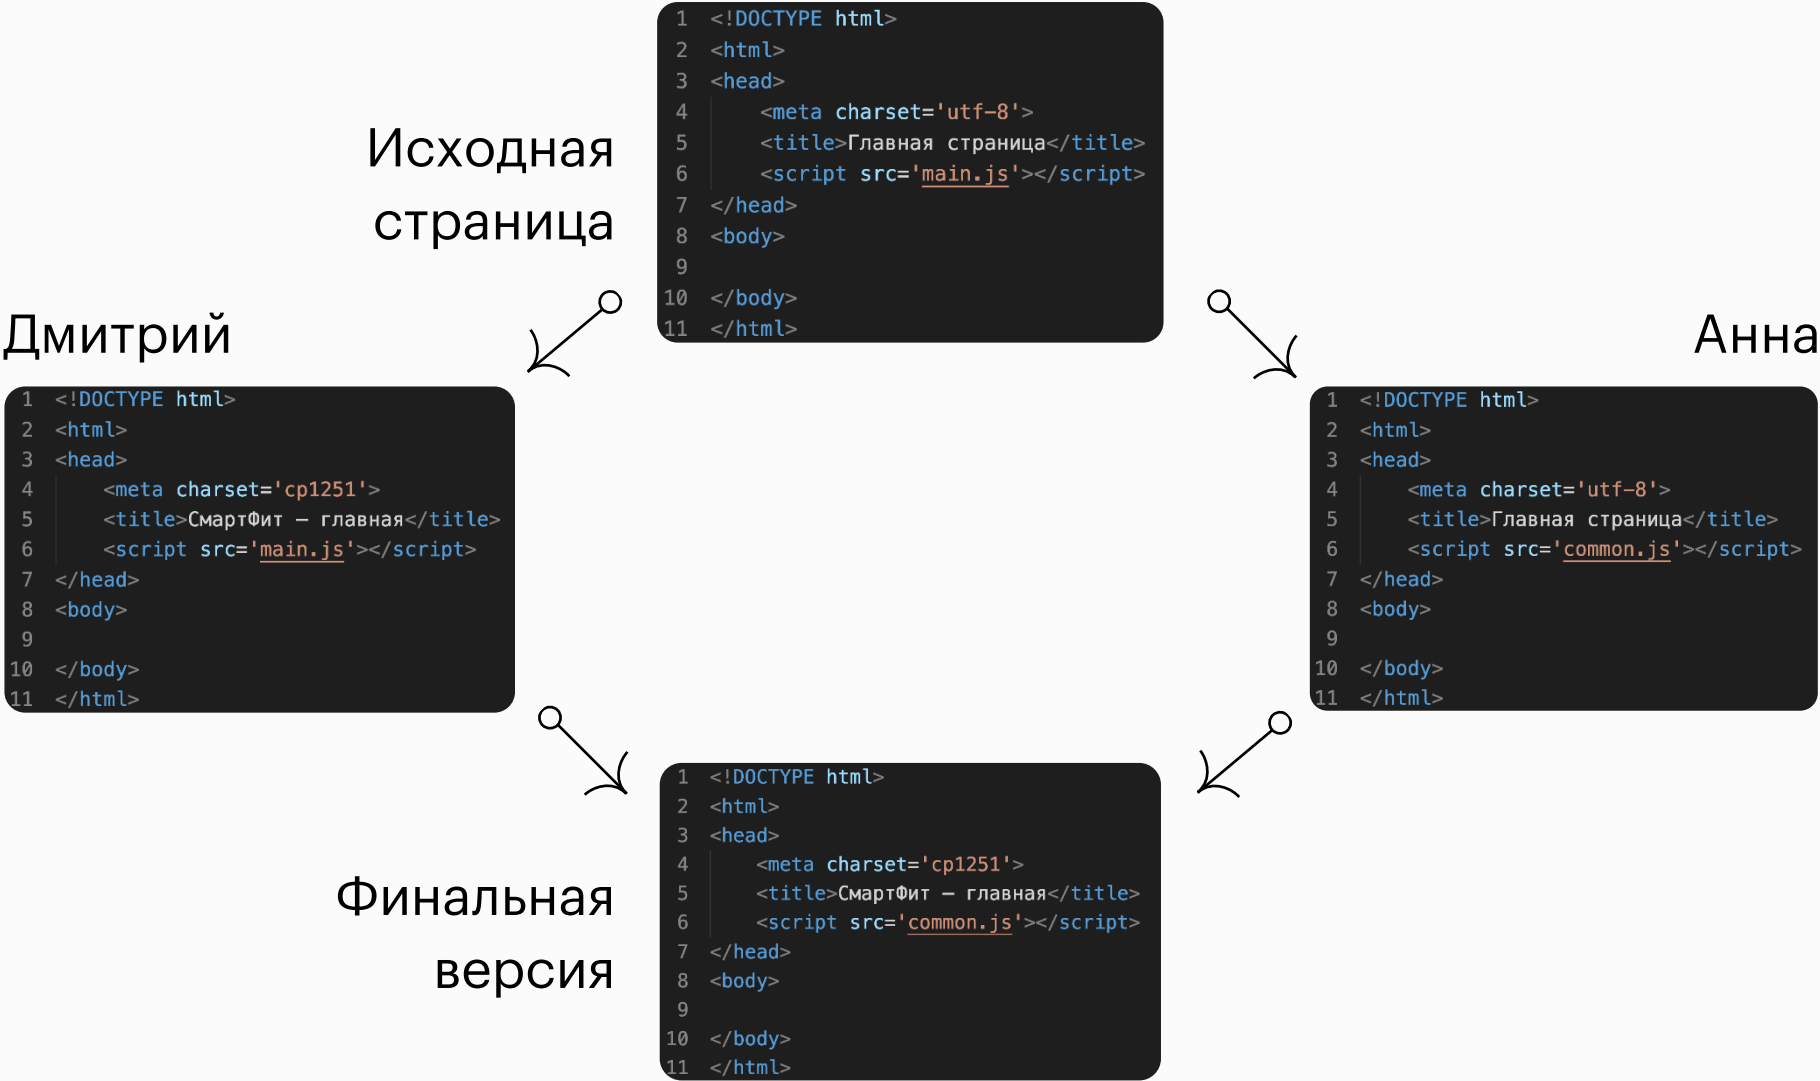 Исходная
страница
1 <!DOCTYPE html>
2 <html>
3 <head>
4 <meta charset='utf-8'>
5 <title>Главная страница</title>
6 <script src='main.js'></script>
7 </head>
8 <body>
9
10 </body>
11 </html>
Дмитрий
1 <!DOCTYPE html>
2 <html>
3 <head>
4 <meta charset='cp1251'>
5 <title>СмартФит – главная</title>
6 <script src='main.js'></script>
7 </head>
8 <body>
9
10 </body>
11 </html>
Анна
1 <!DOCTYPE html>
2 <html>
3 <head>
4 <meta charset='utf-8'>
5 <title>Главная страница</title>
6 <script src='common.js'></script>
7 </head>
8 <body>
9
10 </body>
11 </html>
Финальная
версия
1 <!DOCTYPE html>
2 <html>
3 <head>
4 <meta charset='cp1251'>
5 <title>СмартФит – главная</title>
6 <script src='common.js'></script>
7 </head>
8 <body>
9
10 </body>
11 </html>